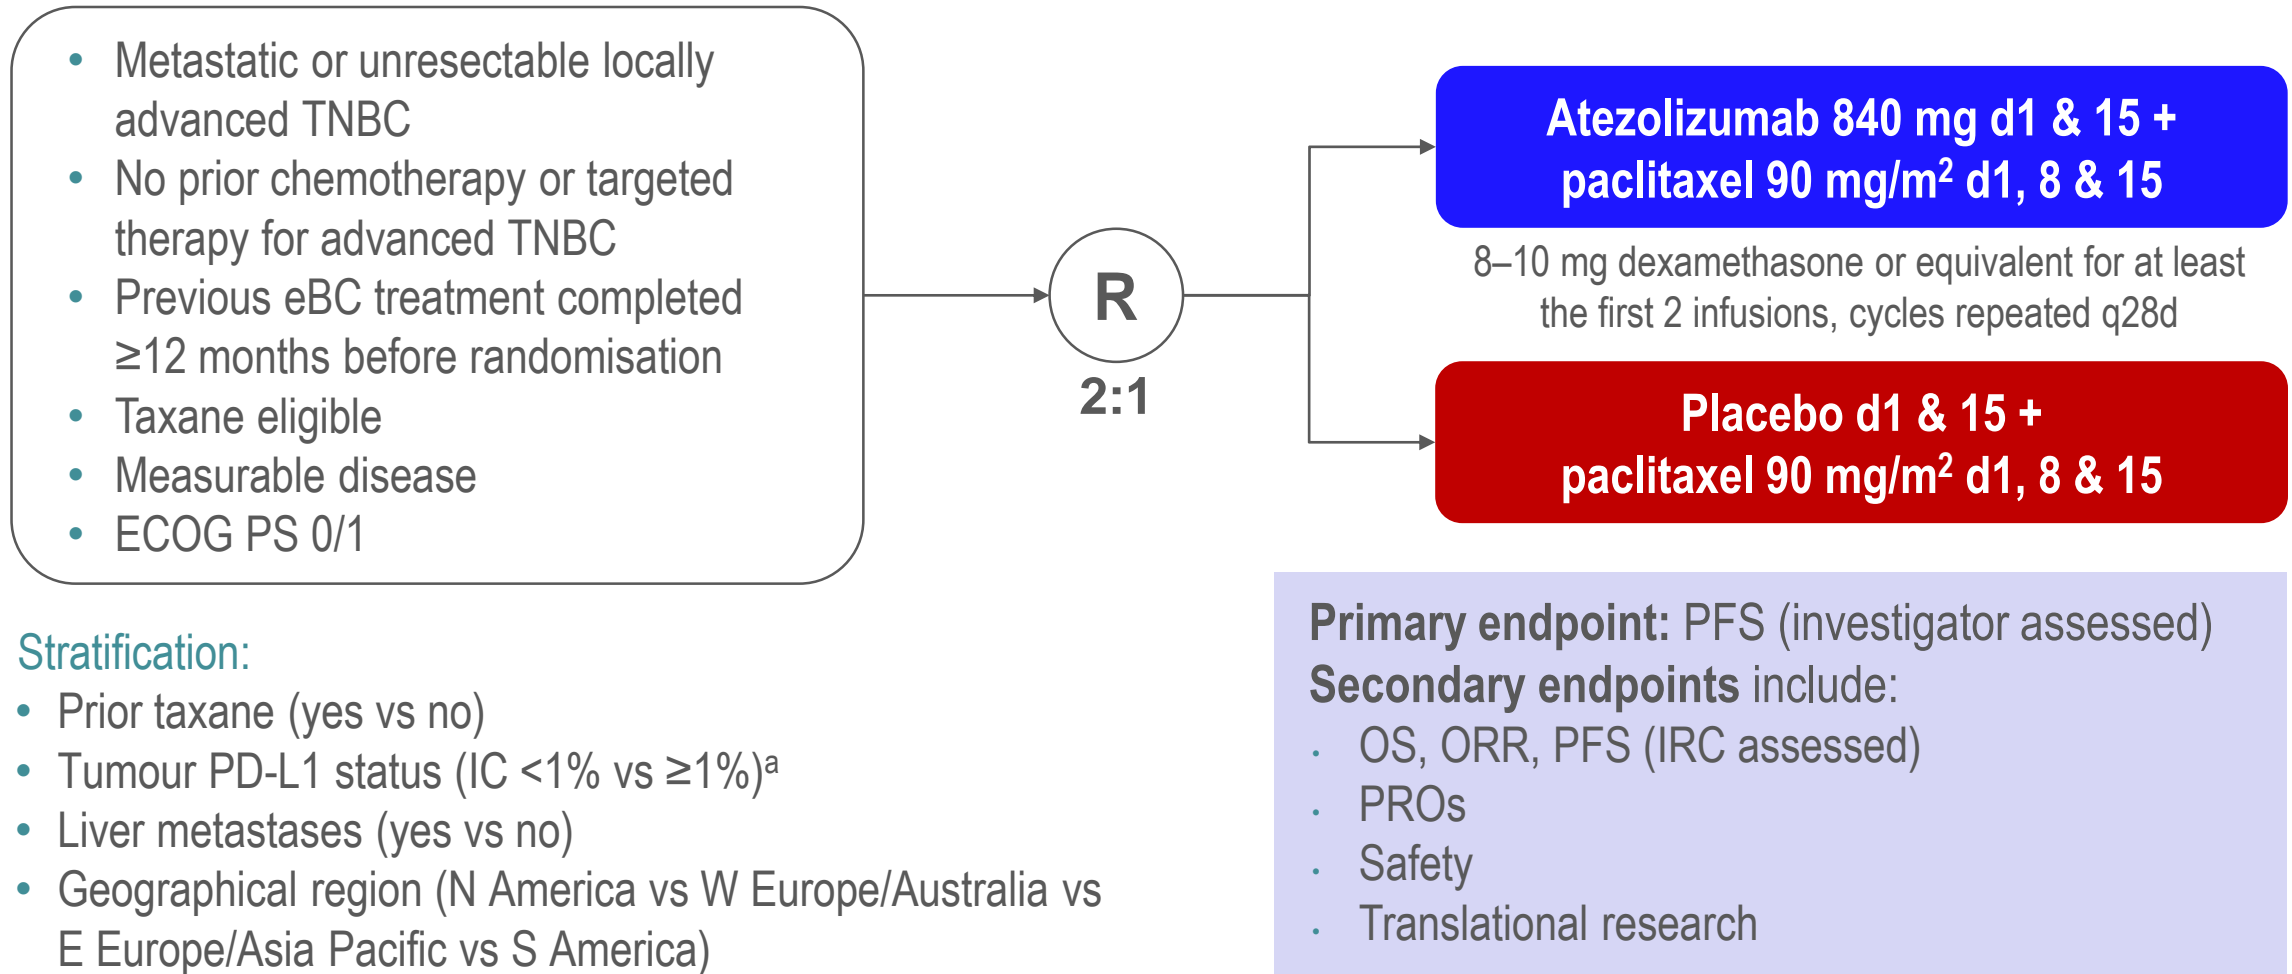 • Metastatic or unresectable locally
advanced TNBC
• No prior chemotherapy or targeted
therapy for advanced TNBC
• Previous eBC treatment completed
≥12 months before randomisation
• Taxane eligible
• Measurable disease
• ECOG PS 0/1
R
2:1
Atezolizumab 840 mg d1 & 15 +
paclitaxel 90 mg/m² d1, 8 & 15
8–10 mg dexamethasone or equivalent for at least
the first 2 infusions, cycles repeated q28d
Placebo d1 & 15 +
paclitaxel 90 mg/m² d1, 8 & 15
Stratification:
• Prior taxane (yes vs no)
• Tumour PD-L1 status (IC <1% vs ≥1%)ᵃ
• Liver metastases (yes vs no)
• Geographical region (N America vs W Europe/Australia vs
E Europe/Asia Pacific vs S America)
Primary endpoint: PFS (investigator assessed)
Secondary endpoints include:
• OS, ORR, PFS (IRC assessed)
• PROs
• Safety
• Translational research